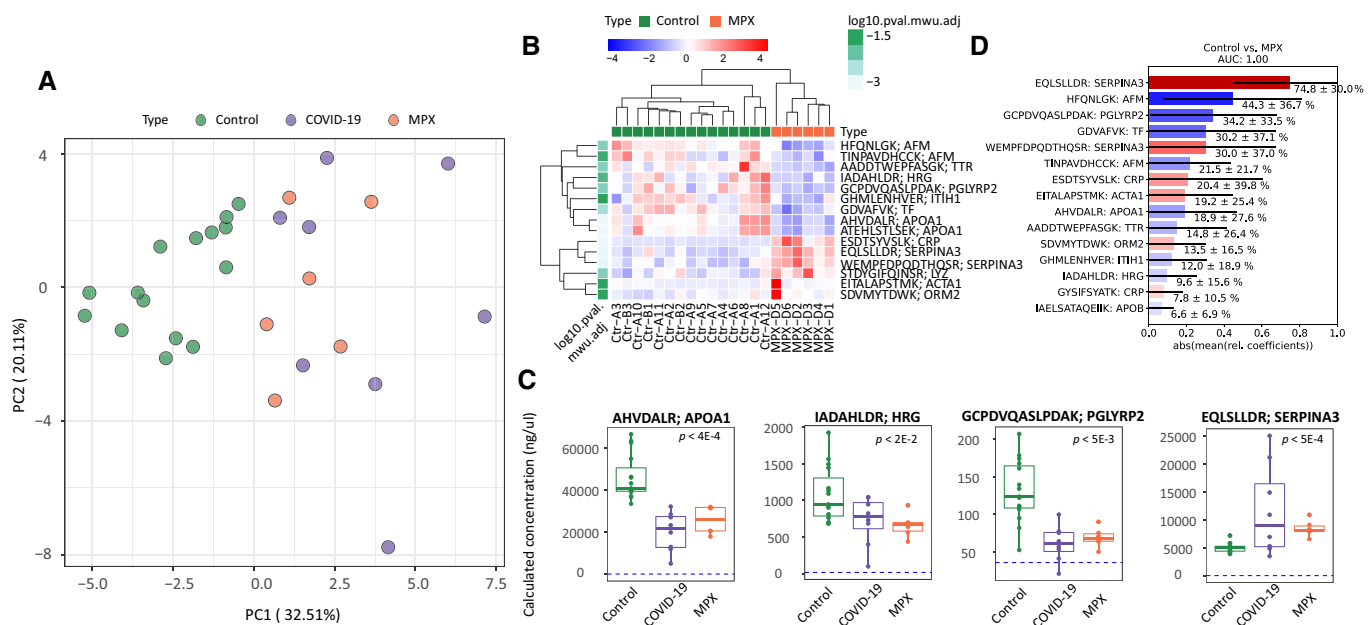 A
Type Control COVID-19 MPX
4
0
−4
−8
PC2 ( 20.11%)
−5.0 −2.5 0.0 2.5 5.0 7.5
PC1 ( 32.51%)
B
Type Control MPX
−4 −2 0 2 4
log10.pval.mwu.adj
−1.5
−3
Type
HFQNLGK; AFM
TINPAVDHCCK; AFM
AADDTWEPFASGK; TTR
IADAHLDR; HRG
GCPDVQASLPDAK; PGLYRP2
GHMLENHVER; ITIH1
GDVAFVK; TF
AHVDALR; APOA1
ATEHLSTLSEK; APOA1
ESDTSYVSLK; CRP
EQLSLLDR; SERPINA3
WEMPFDPQDTHQSR; SERPINA3
STDYGIFQINSR; LYZ
EITALAPSTMK; ACTA1
SDVMYTDWK; ORM2
log10.pval.
mwu.adj
Ctr−A3
Ctr−B3
Ctr−A10
Ctr−B1
Ctr−A11
Ctr−A2
Ctr−B2
Ctr−A9
Ctr−A7
Ctr−A4
Ctr−A6
Ctr−A8
Ctr−A1
Ctr−A12
MPX−D5
MPX−D6
MPX−D2
MPX−D3
MPX−D4
MPX−D1
D
Control vs. MPX
AUC: 1.00
EQLSLLDR: SERPINA3 74.8 ± 30.0%
HFQNLGK: AFM 44.3 ± 36.7 %
GCPDVQASLPDAK: PGLYRP2 34.2 ± 33.5 %
GDVAFVK: TF 30.2 ± 37.1 %
WEMPFDPQDTHQSR: SERPINA3 30.0 ± 37.0 %
TINPAVDHCCK: AFM 21.5 ± 21.7 %
ESDTSYVSLK: CRP 20.4 ± 39.8 %
EITALAPSTMK: ACTA1 19.2 ± 25.4 %
AHVDALR: APOA1 18.9 ± 27.6 %
AADDTWEPFASGK: TTR 14.8 ± 26.4 %
SDVMYTDWK: ORM2 13.5 ± 16.5 %
GHMLENHVER: ITIH1 12.0 ± 18.9 %
IADAHLDR: HRG 9.6 ± 15.6 %
GYSIFSYATK: CRP 7.8 ± 10.5 %
IAELSATAQEIIK: APOB 6.6 ± 6.9 %
0.0 0.2 0.4 0.6 0.8 1.0
abs(mean(rel. coefficients))
C
Calculated concentration (ng/ul)
AHVDALR; APOA1
p < 4E-4
60000
40000
20000
0
Control COVID-19 MPX
IADAHLDR; HRG
p < 2E-2
2000
1500
1000
500
0
Control COVID-19 MPX
GCPDVQASLPDAK; PGLYRP2
p < 5E-3
200
150
100
50
Control COVID-19 MPX
EQLSLLDR; SERPINA3
p < 5E-4
25000
20000
15000
10000
5000
0
Control COVID-19 MPX